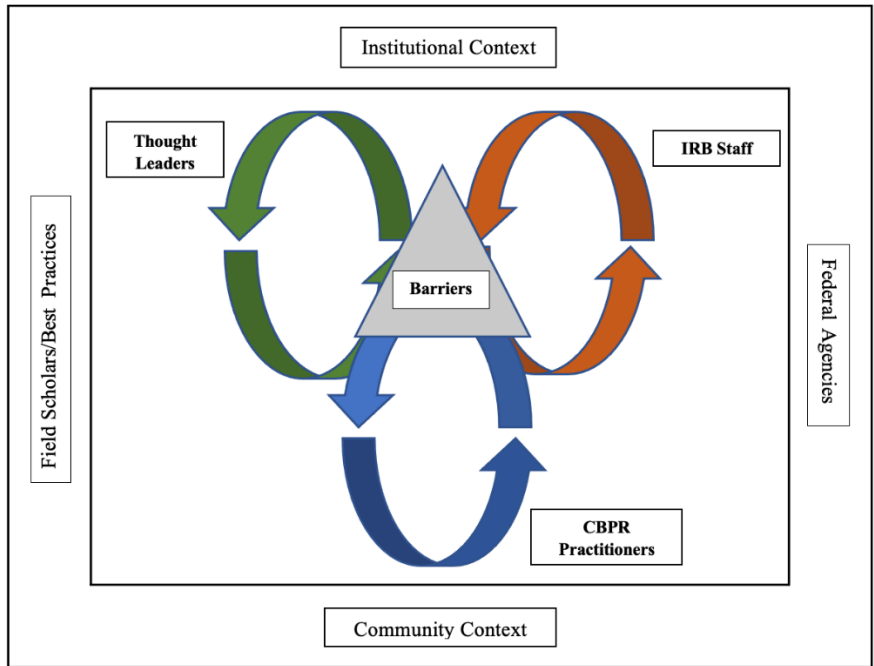 Institutional Context
Thought
Leaders
IRB Staff
Field Scholars/Best Practices
Barriers
Federal Agencies
CBPR
Practitioners
Community Context